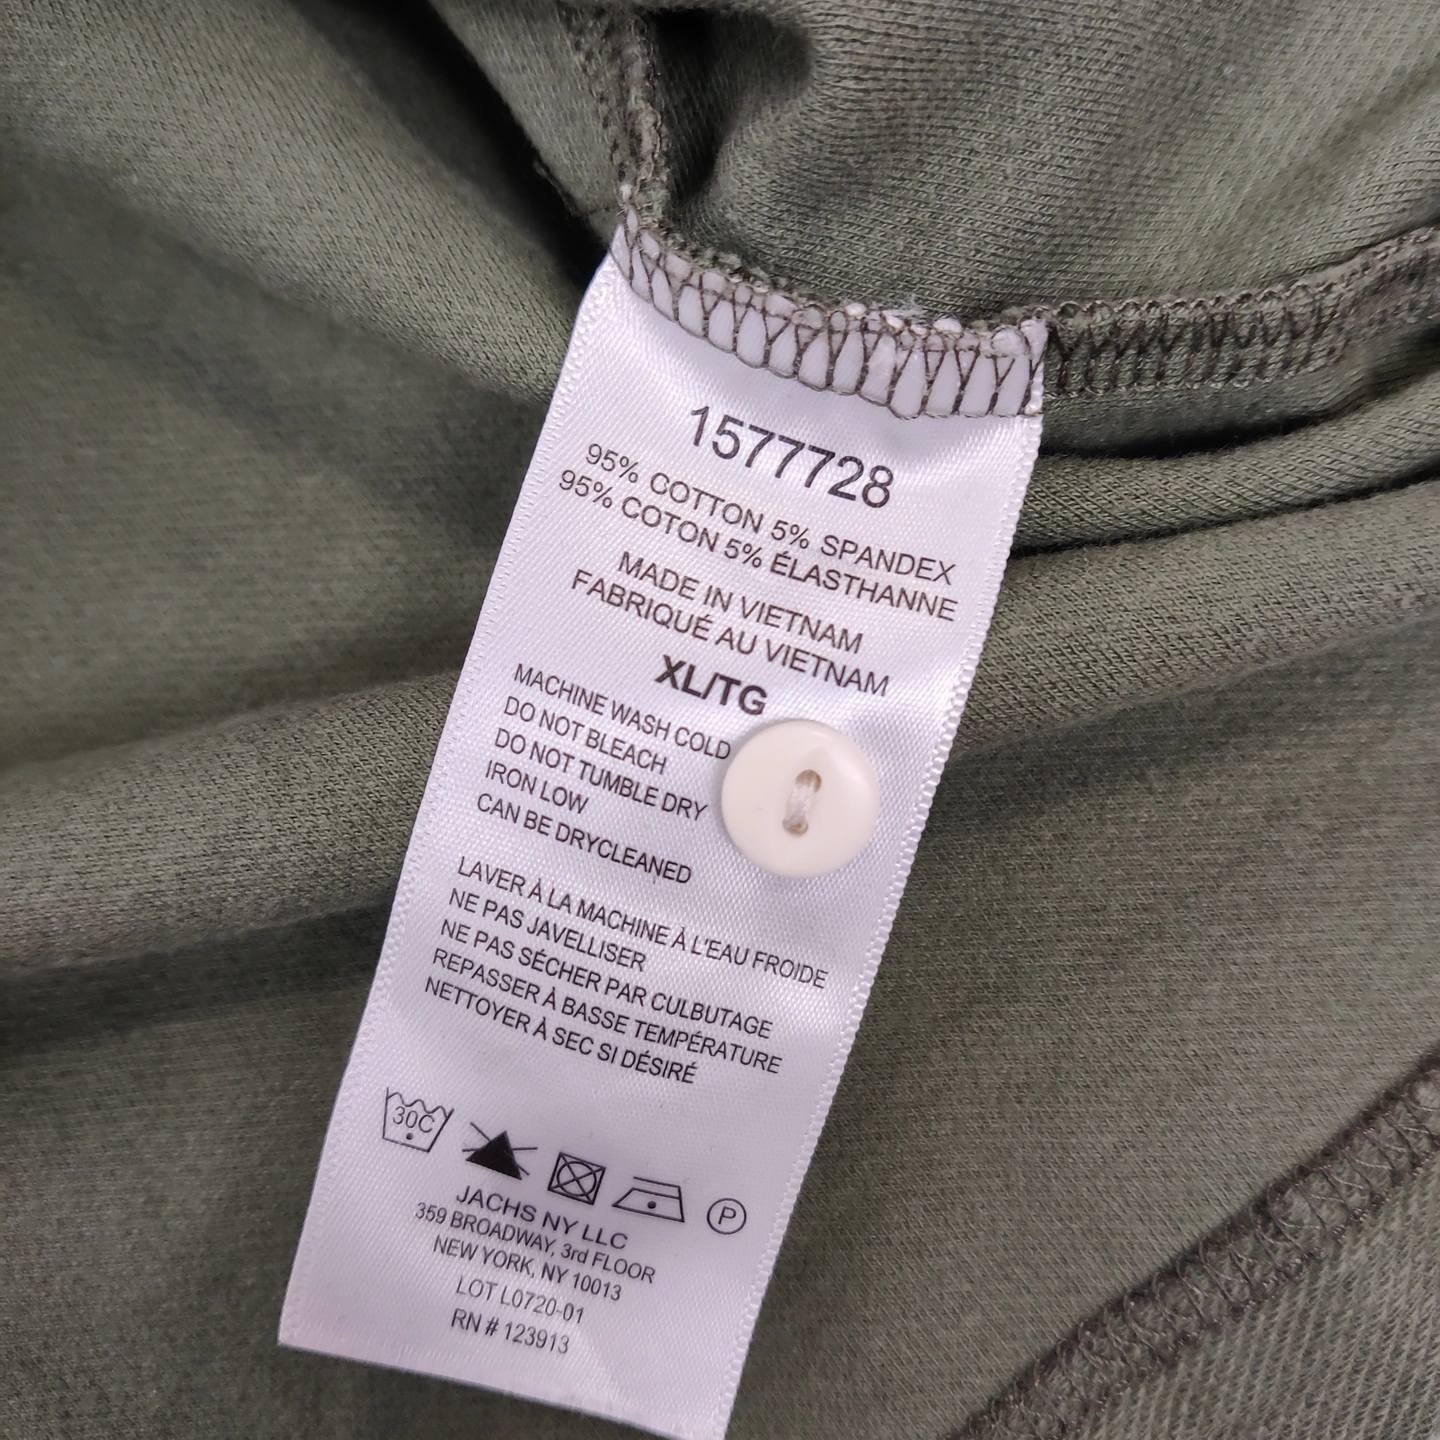 1577728
95% COTTON 5% SPANDEX
95% COTON 5% ÉLASTHANNE
MADE IN VIETNAM
FABRIQUÉ AU VIETNAM
XL/TG
MACHINE WASH COLD
DO NOT BLEACH
DO NOT TUMBLE DRY
IRON LOW
CAN BE DRYCLEANED
LAVER À LA MACHINE À L'EAU FROIDE
NE PAS JAVELLISER
NE PAS SÉCHER PAR CULBUTAGE
REPASSER À BASSE TEMPÉRATURE
NETTOYER À SEC SI DÉSIRÉ
30C
P
JACHS NY LLC
359 BROADWAY, 3rd FLOOR
NEW YORK, NY 10013
LOT L0720-01
RN # 123913